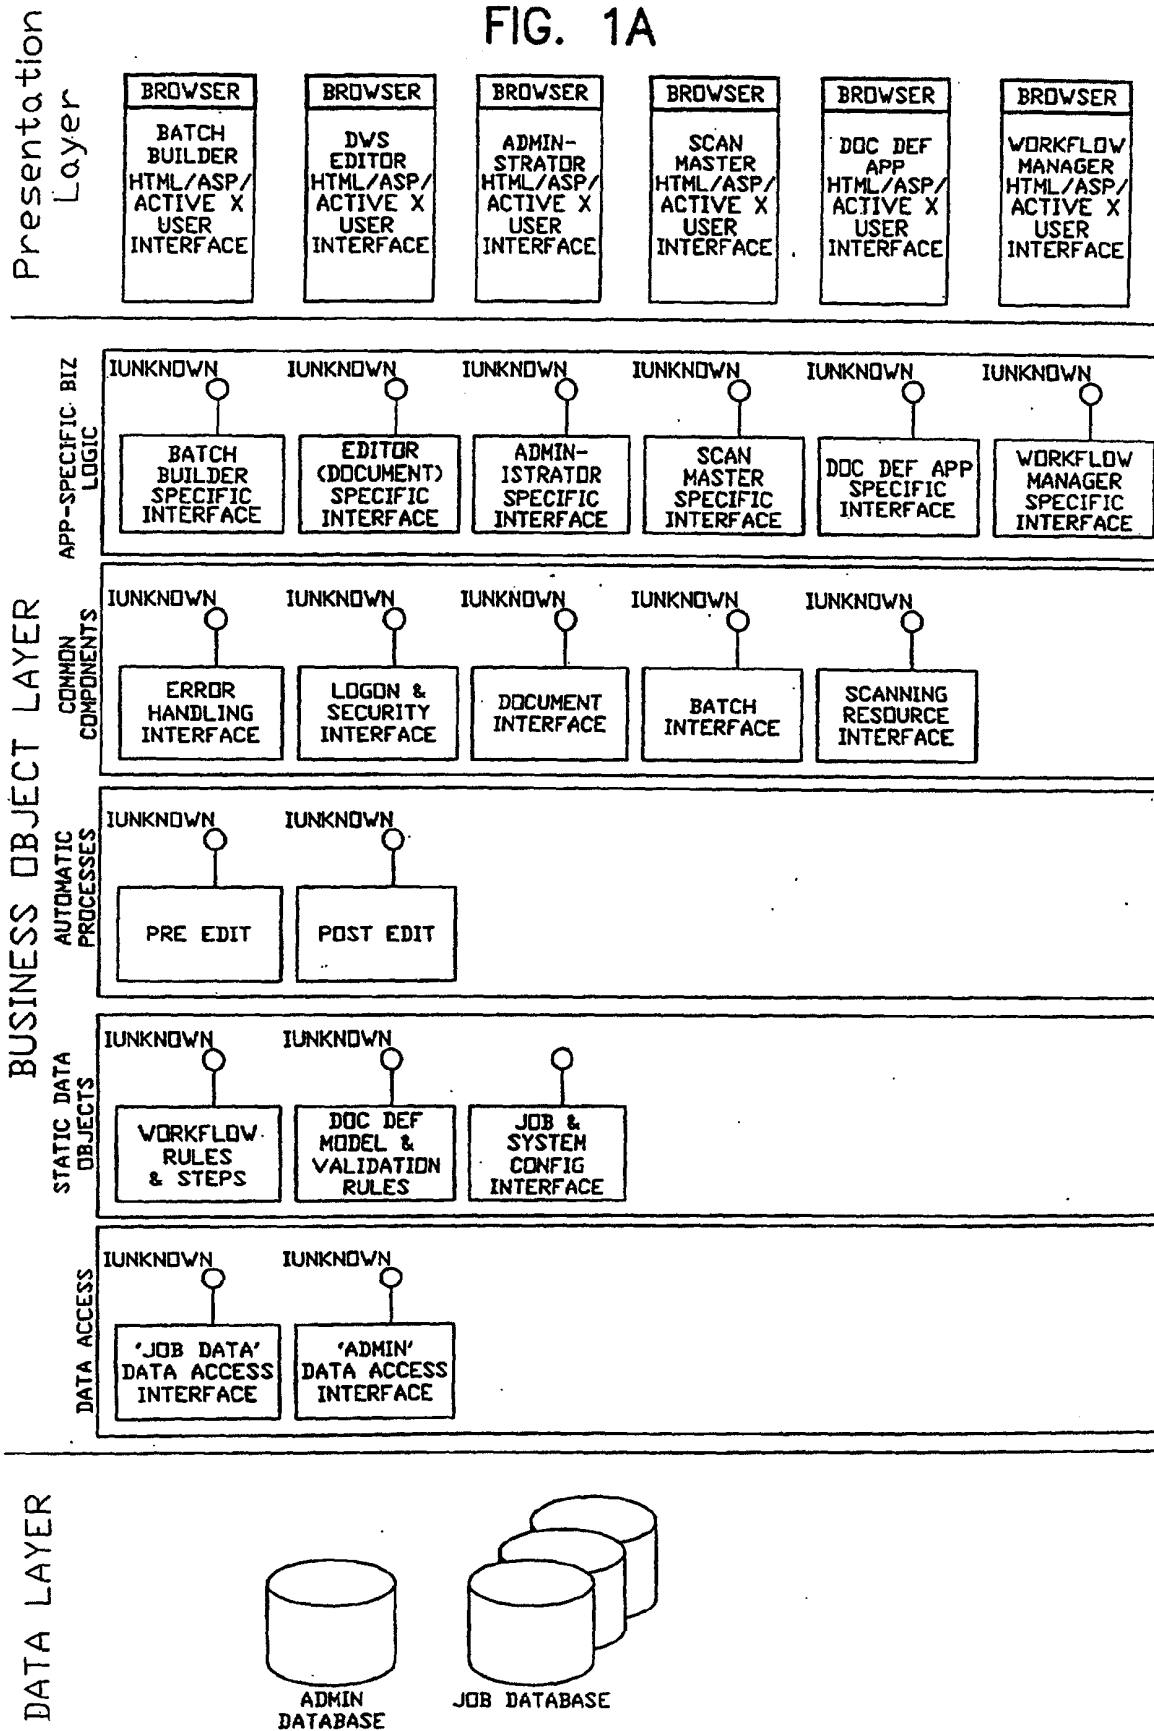 FIG. 1A
Presentation
Layer
BROWSER
BATCH
BUILDER
HTML/ASP/
ACTIVE X
USER
INTERFACE
BROWSER
DWS
EDITOR
HTML/ASP/
ACTIVE X
USER
INTERFACE
BROWSER
ADMIN-
STRATOR
HTML/ASP/
ACTIVE X
USER
INTERFACE
BROWSER
SCAN
MASTER
HTML/ASP/
ACTIVE X
USER
INTERFACE
BROWSER
DOC DEF
APP
HTML/ASP/
ACTIVE X
USER
INTERFACE
BROWSER
WORKFLOW
MANAGER
HTML/ASP/
ACTIVE X
USER
INTERFACE
BUSINESS OBJECT LAYER
APP-SPECIFIC BIZ
LOGIC
IUNKNOWN
BATCH
BUILDER
SPECIFIC
INTERFACE
IUNKNOWN
EDITOR
(DOCUMENT)
SPECIFIC
INTERFACE
IUNKNOWN
ADMIN-
ISTRATOR
SPECIFIC
INTERFACE
IUNKNOWN
SCAN
MASTER
SPECIFIC
INTERFACE
IUNKNOWN
DOC DEF APP
SPECIFIC
INTERFACE
IUNKNOWN
WORKFLOW
MANAGER
SPECIFIC
INTERFACE
COMMON
COMPONENTS
IUNKNOWN
ERROR
HANDLING
INTERFACE
IUNKNOWN
LOGON &
SECURITY
INTERFACE
IUNKNOWN
DOCUMENT
INTERFACE
IUNKNOWN
BATCH
INTERFACE
IUNKNOWN
SCANNING
RESOURCE
INTERFACE
AUTOMATIC
PROCESSES
IUNKNOWN
PRE EDIT
IUNKNOWN
POST EDIT
STATIC DATA
OBJECTS
IUNKNOWN
WORKFLOW
RULES
& STEPS
IUNKNOWN
DOC DEF
MODEL &
VALIDATION
RULES
JOB &
SYSTEM
CONFIG
INTERFACE
DATA ACCESS
IUNKNOWN
'JOB DATA'
DATA ACCESS
INTERFACE
IUNKNOWN
'ADMIN'
DATA ACCESS
INTERFACE
DATA LAYER
ADMIN
DATABASE
JOB DATABASE